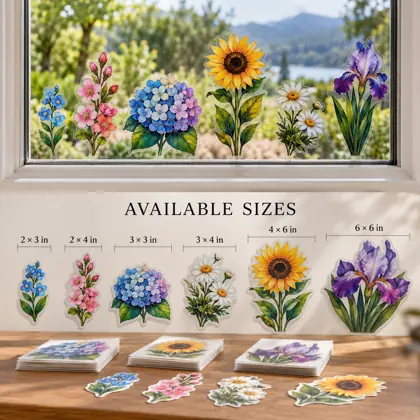 AVAILABLE SIZES
2 × 3 in
2 × 4 in
3 × 3 in
3 × 4 in
4 × 6 in
6 × 6 in